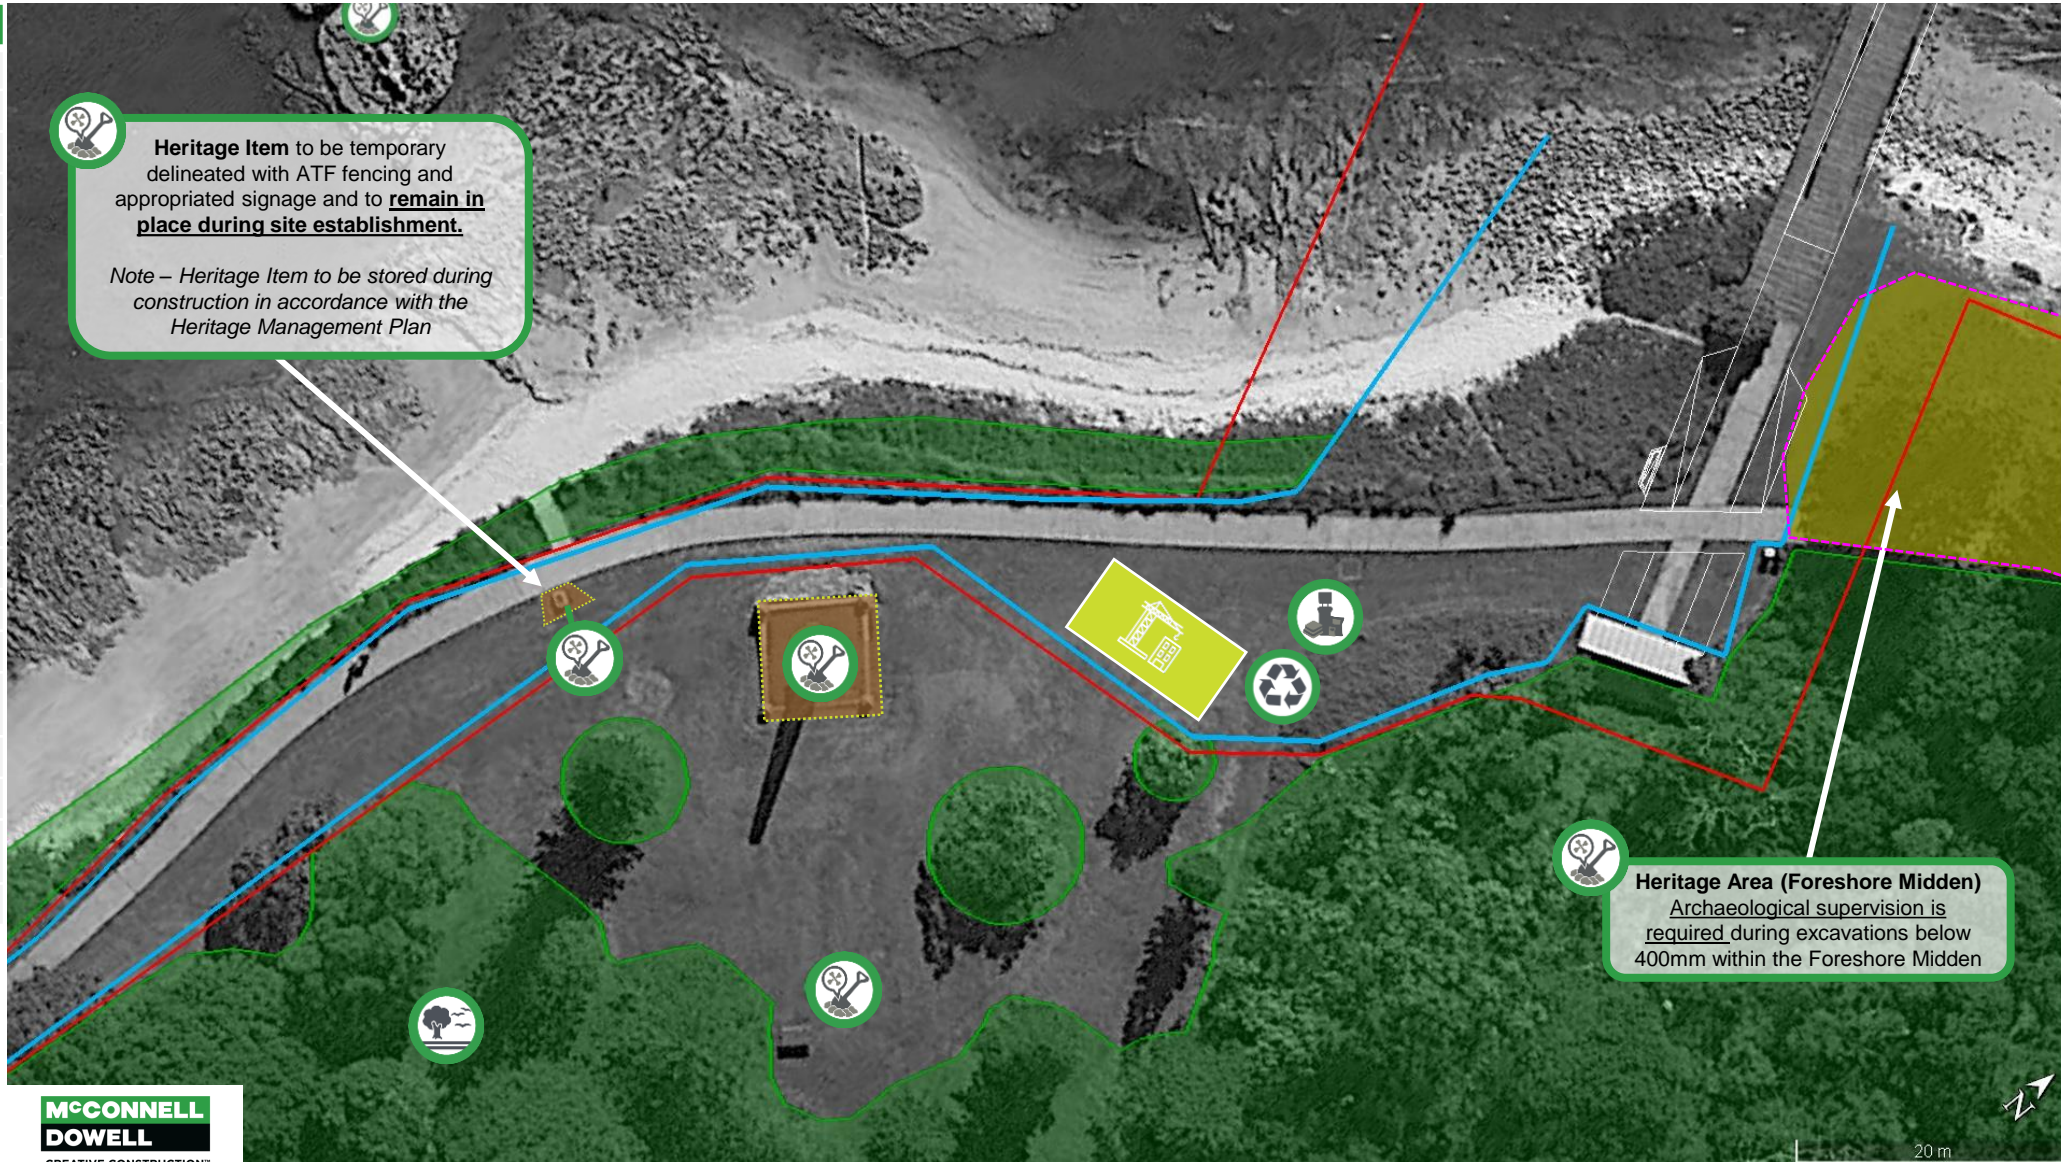 Heritage Item to be temporary
delineated with ATF fencing and
appropriated signage and to remain in
place during site establishment.
Note – Heritage Item to be stored during
construction in accordance with the
Heritage Management Plan
Heritage Area (Foreshore Midden)
Archaeological supervision is
required during excavations below
400mm within the Foreshore Midden
N
20 m
McCONNELL
DOWELL
CREATIVE CONSTRUCTION™